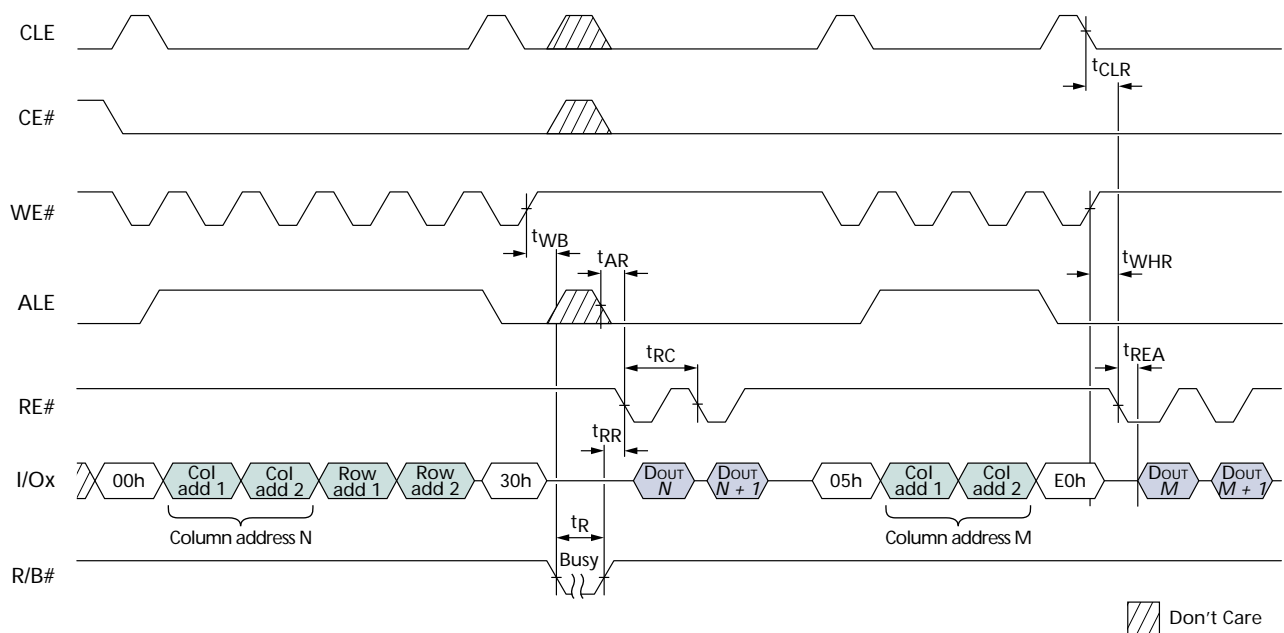 CLE
tCLR
CE#
WE#
tWB
tAR
tWHR
ALE
tRC
tREA
RE#
tRR
I/Ox
00h
Col add 1
Col add 2
Row add 1
Row add 2
30h
DOUT N
DOUT N + 1
05h
Col add 1
Col add 2
E0h
DOUT M
DOUT M + 1
Column address N
tR
Column address M
R/B#
Busy
Don't Care